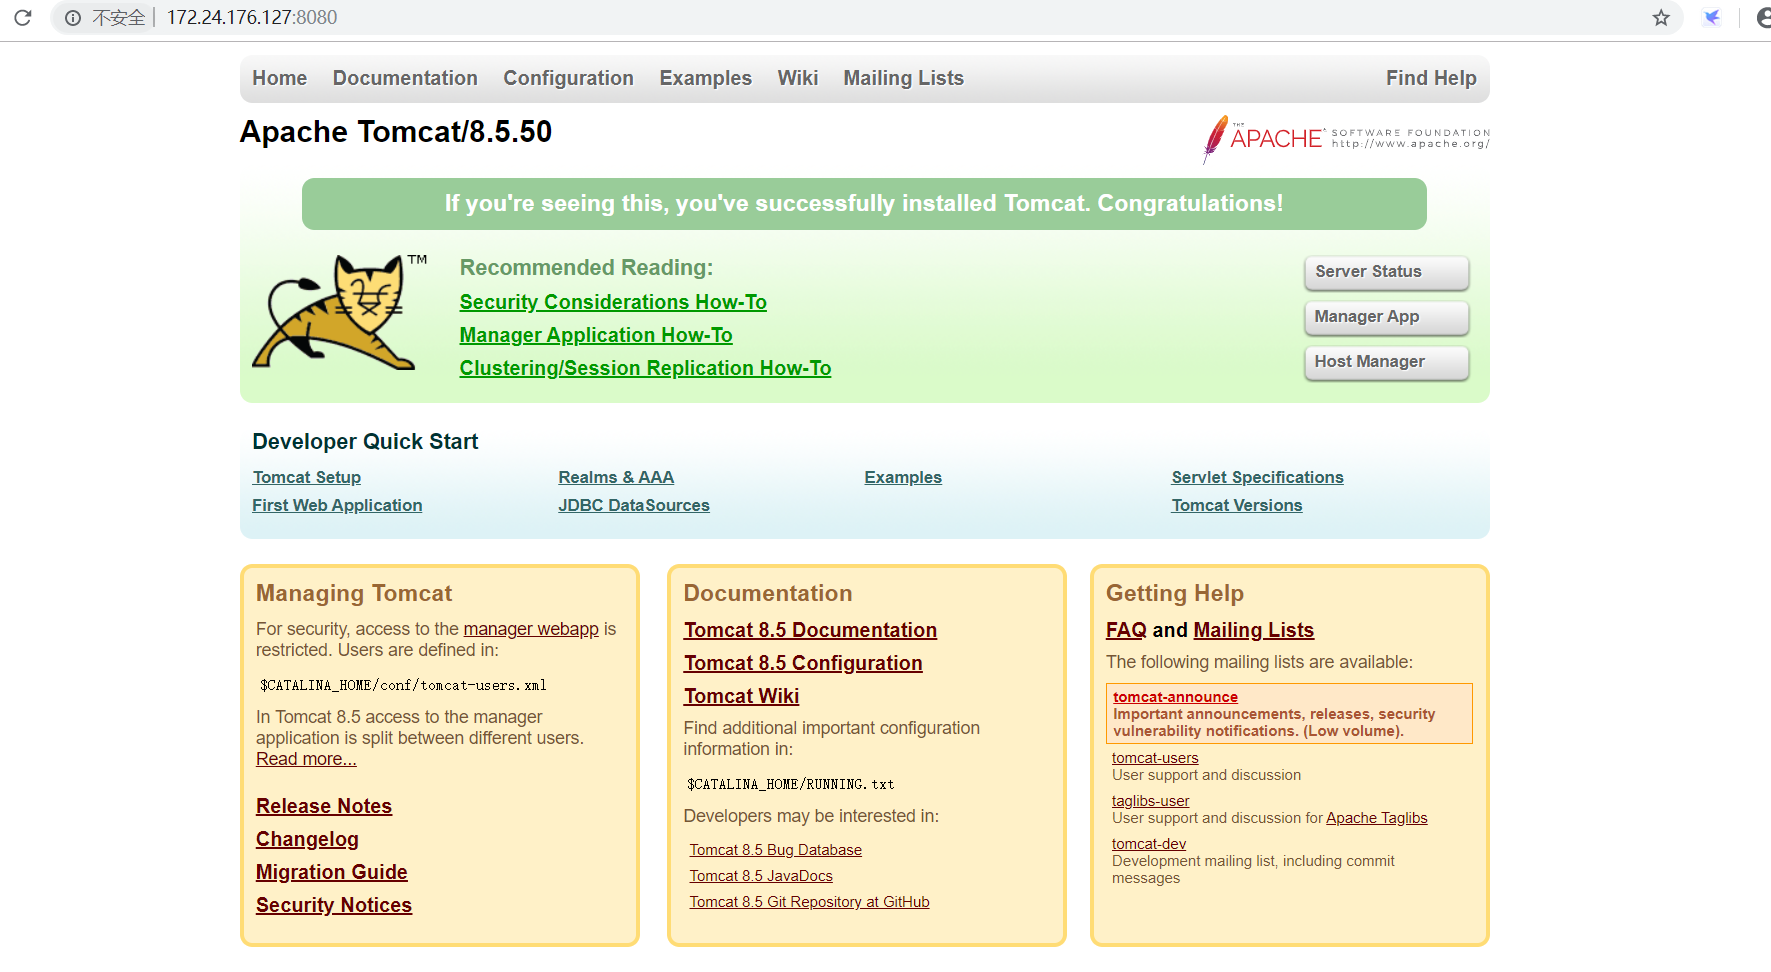 不安全 172.24.176.127:8080
Home Documentation Configuration Examples Wiki Mailing Lists Find Help
Apache Tomcat/8.5.50
THE APACHE SOFTWARE FOUNDATION
http://www.apache.org/
If you're seeing this, you've successfully installed Tomcat. Congratulations!
TM
Recommended Reading:
Security Considerations How-To
Manager Application How-To
Clustering/Session Replication How-To
Server Status
Manager App
Host Manager
Developer Quick Start
Tomcat Setup
First Web Application
Realms & AAA
JDBC DataSources
Examples
Servlet Specifications
Tomcat Versions
Managing Tomcat
For security, access to the manager webapp is
restricted. Users are defined in:
$CATALINA_HOME/conf/tomcat-users.xml
In Tomcat 8.5 access to the manager
application is split between different users.
Read more...
Release Notes
Changelog
Migration Guide
Security Notices
Documentation
Tomcat 8.5 Documentation
Tomcat 8.5 Configuration
Tomcat Wiki
Find additional important configuration
information in:
$CATALINA_HOME/RUNNING.txt
Developers may be interested in:
Tomcat 8.5 Bug Database
Tomcat 8.5 JavaDocs
Tomcat 8.5 Git Repository at GitHub
Getting Help
FAQ and Mailing Lists
The following mailing lists are available:
tomcat-announce
Important announcements, releases, security
vulnerability notifications. (Low volume).
tomcat-users
User support and discussion
taglibs-user
User support and discussion for Apache Taglibs
tomcat-dev
Development mailing list, including commit
messages